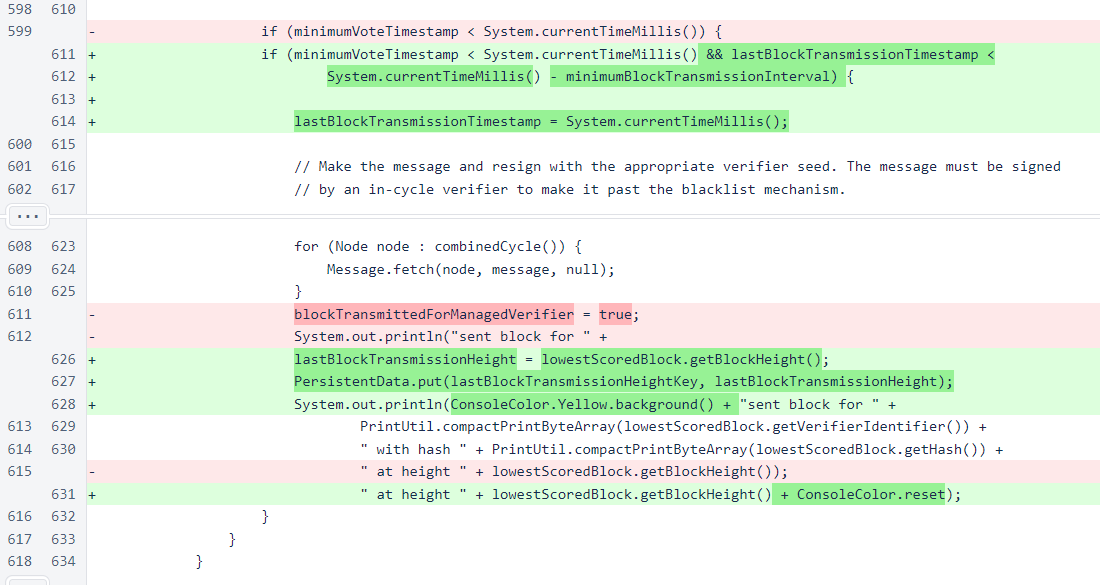 598 610
599 - if (minimumVoteTimestamp < System.currentTimeMillis()) {
611 + if (minimumVoteTimestamp < System.currentTimeMillis() && lastBlockTransmissionTimestamp <
612 + System.currentTimeMillis() - minimumBlockTransmissionInterval) {
613 +
614 + lastBlockTransmissionTimestamp = System.currentTimeMillis();
600 615
601 616 // Make the message and resign with the appropriate verifier seed. The message must be signed
602 617 // by an in-cycle verifier to make it past the blacklist mechanism.
...
608 623 for (Node node : combinedCycle()) {
609 624 Message.fetch(node, message, null);
610 625 }
611 - blockTransmittedForManagedVerifier = true;
612 - System.out.println("sent block for " +
626 + lastBlockTransmissionHeight = lowestScoredBlock.getBlockHeight();
627 + PersistentData.put(lastBlockTransmissionHeightKey, lastBlockTransmissionHeight);
628 + System.out.println(ConsoleColor.Yellow.background() + "sent block for " +
613 629 PrintUtil.compactPrintByteArray(lowestScoredBlock.getVerifierIdentifier()) +
614 630 " with hash " + PrintUtil.compactPrintByteArray(lowestScoredBlock.getHash()) +
615 - " at height " + lowestScoredBlock.getBlockHeight());
631 + " at height " + lowestScoredBlock.getBlockHeight() + ConsoleColor.reset);
616 632 }
617 633 }
618 634 }